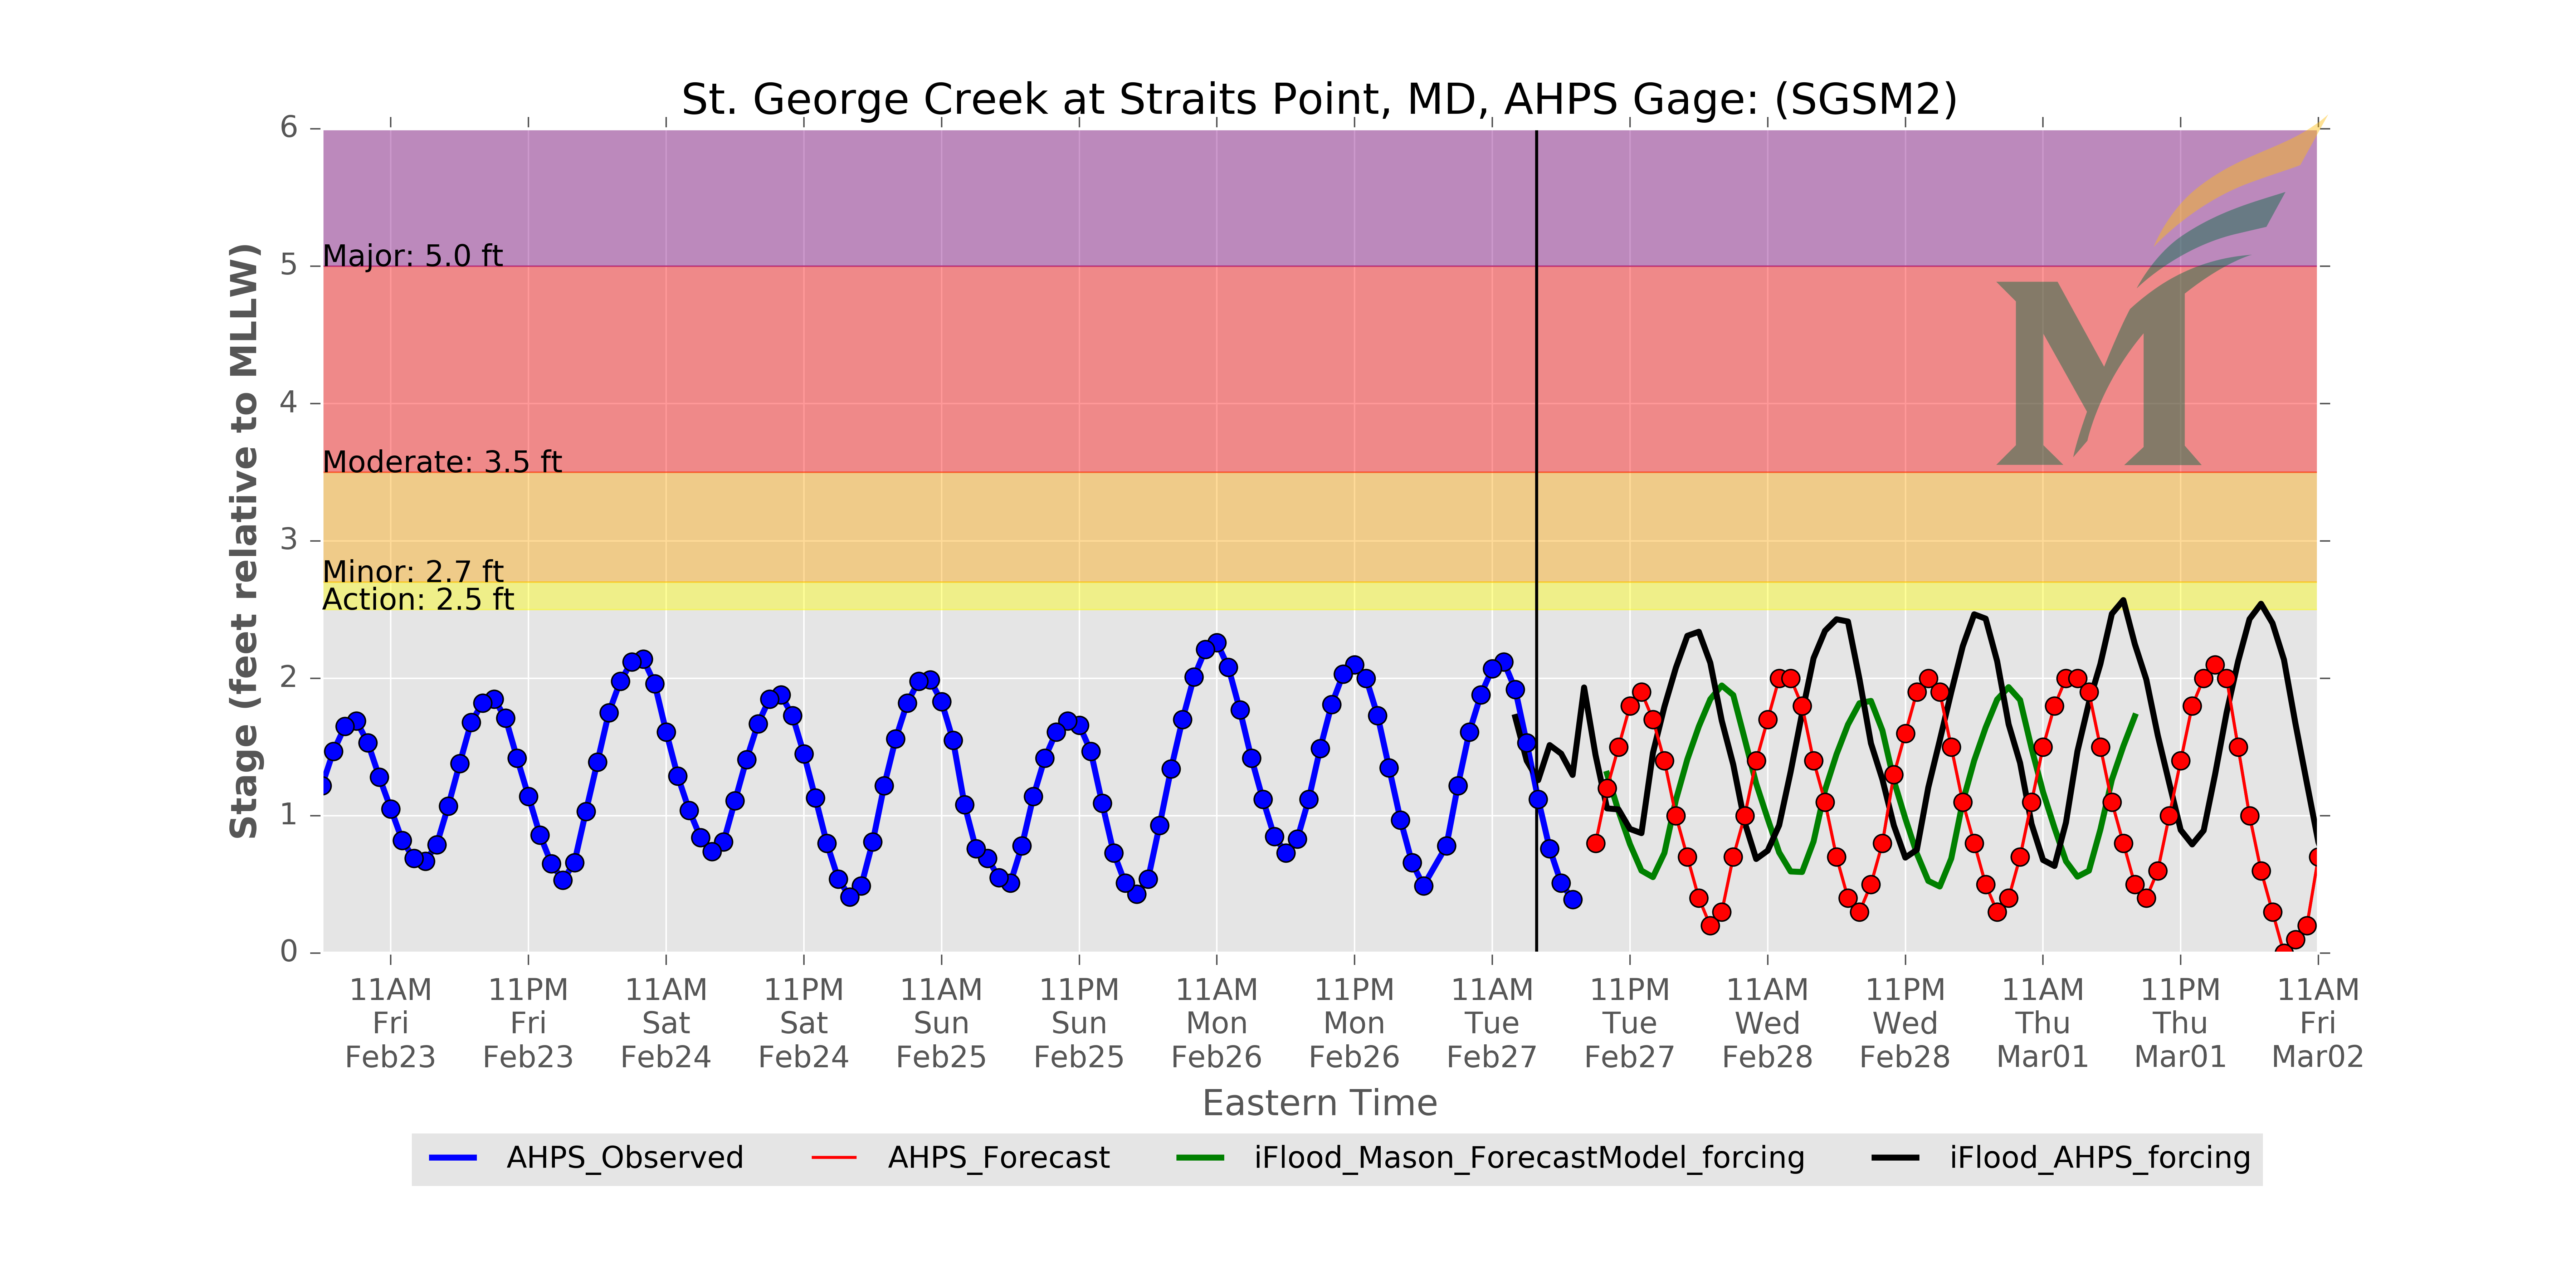 St. George Creek at Straits Point, MD, AHPS Gage: (SGSM2)
Stage (feet relative to MLLW)
6
5
4
3
2
1
0
Major: 5.0 ft
Moderate: 3.5 ft
Minor: 2.7 ft
Action: 2.5 ft
M
11AM 11PM 11AM 11PM 11AM 11PM 11AM 11PM 11AM 11PM 11AM 11PM 11AM 11PM 11AM
Fri Fri Sat Sat Sun Sun Mon Mon Tue Tue Wed Wed Thu Thu Fri
Feb23 Feb23 Feb24 Feb24 Feb25 Feb25 Feb26 Feb26 Feb27 Feb27 Feb28 Feb28 Mar01 Mar01 Mar02
Eastern Time
AHPS_Observed AHPS_Forecast iFlood_Mason_ForecastModel_forcing iFlood_AHPS_forcing